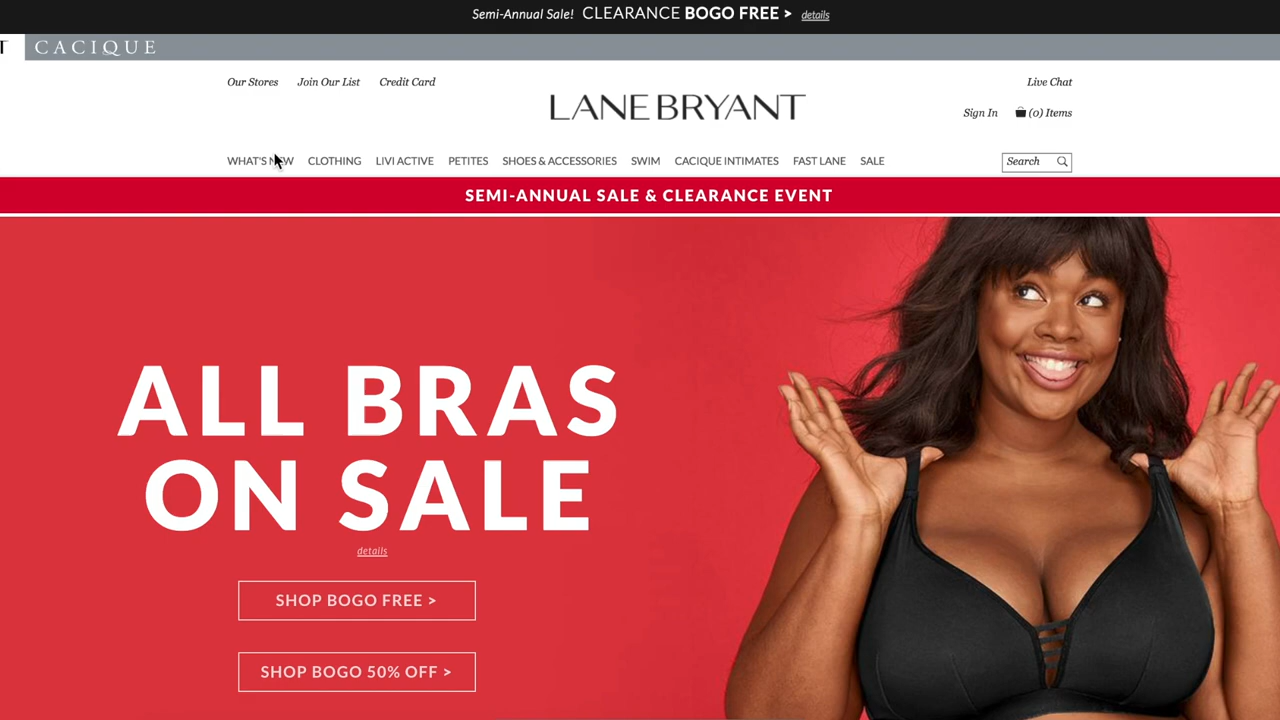 Semi-Annual Sale! CLEARANCE BOGO FREE > details
T CACIQUE
Our Stores Join Our List Credit Card
Live Chat
LANE BRYANT
Sign In (0) Items
WHAT'S NEW CLOTHING LIVI ACTIVE PETITES SHOES & ACCESSORIES SWIM CACIQUE INTIMATES FAST LANE SALE
Search
SEMI-ANNUAL SALE & CLEARANCE EVENT
ALL BRAS
ON SALE
details
SHOP BOGO FREE >
SHOP BOGO 50% OFF >